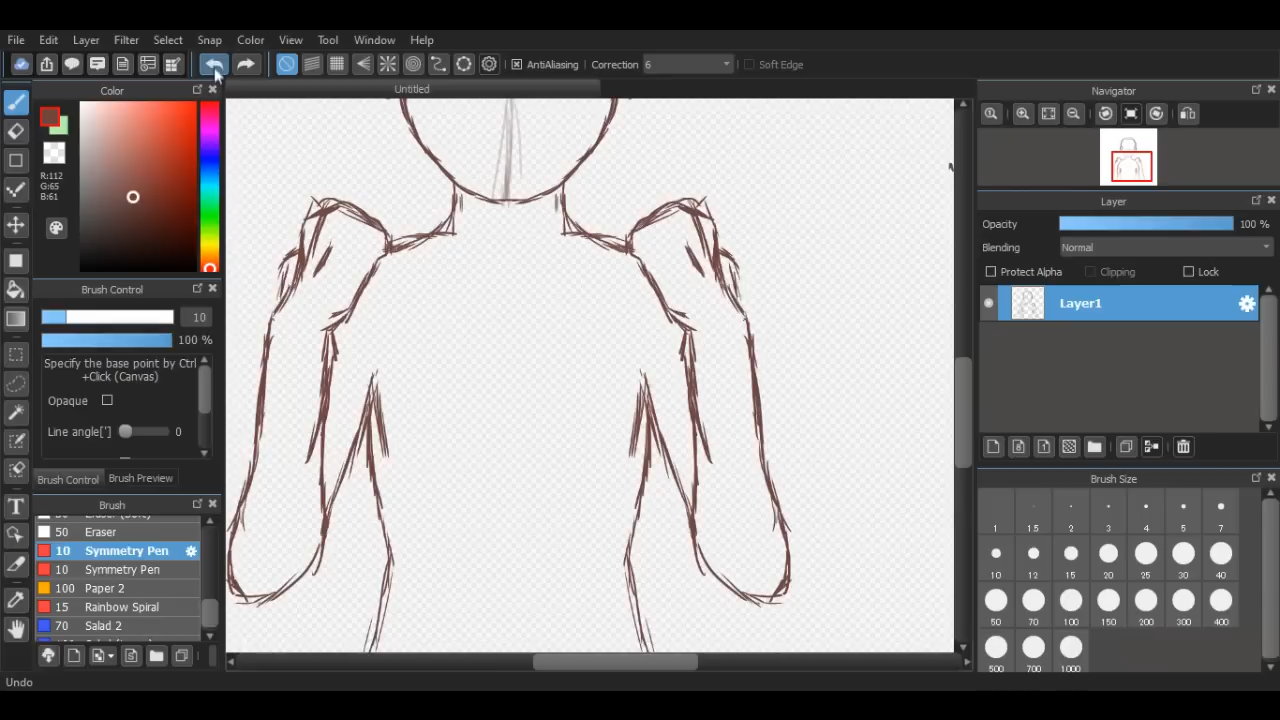 File Edit Layer Filter Select Snap Color View Tool Window Help
AntiAliasing Correction 6 Soft Edge
Color
Untitled
Navigator
R:112
G:65
B:61
Layer
Opacity 100 %
Blending Normal
Protect Alpha Clipping Lock
Layer1
Brush Control
10
100 %
Specify the base point by Ctrl
+Click (Canvas)
Opaque
Line angle[°] 0
Brush Control Brush Preview
Brush
50 Eraser
10 Symmetry Pen
10 Symmetry Pen
100 Paper 2
15 Rainbow Spiral
70 Salad 2
Brush Size
1 1.5 2 3 4 5 7
10 12 15 20 25 30 40
50 70 100 150 200 300 400
500 700 1000
Undo